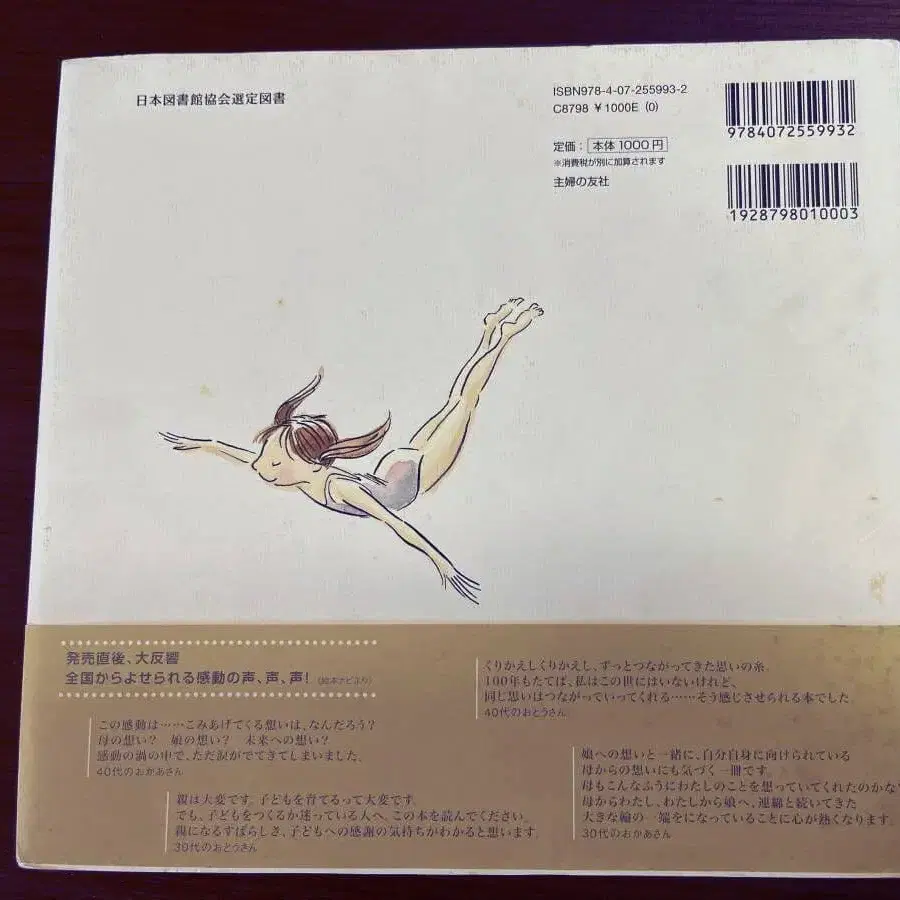 日本図書館協会選定図書
ISBN978-4-07-255993-2
C8798 ¥1000E (0)
定価：本体1000円
※消費税が別に加算されます
主婦の友社
9784072559932
1928798010003
発売直後、大反響
全国からよせられる感動の声、声、声! (絵本ナビより)
この感動は……こみあげてくる想いは、なんだろう?
母の想い? 娘の想い? 未来への想い?
感動の渦の中で、ただ涙がでてきてしまいました。
40代のおかあさん
親は大変です。子どもを育てるって大変です。
でも、子どもをつくるか迷っている人へ、この本を読んでください。
親になるすばらしさ、子どもへの感謝の気持ちがわかると思います。
30代のおとうさん
くりかえしくりかえし、ずっとつながってきた思いの糸。
100年もたてば、私はこの世にはいないけれど、
同じ思いはつながっていってくれる……そう感じさせられる本でした。
40代のおとうさん
娘への想いと一緒に、自分自身に向けられている
母からの想いにも気づく一冊です。
母もこんなふうにわたしのことを想っていてくれたのかな
母からわたし、わたしから娘へ、連綿と続いてきた
大きな輪の一端をになっていることに心が熱くなります。
30代のおかあさん